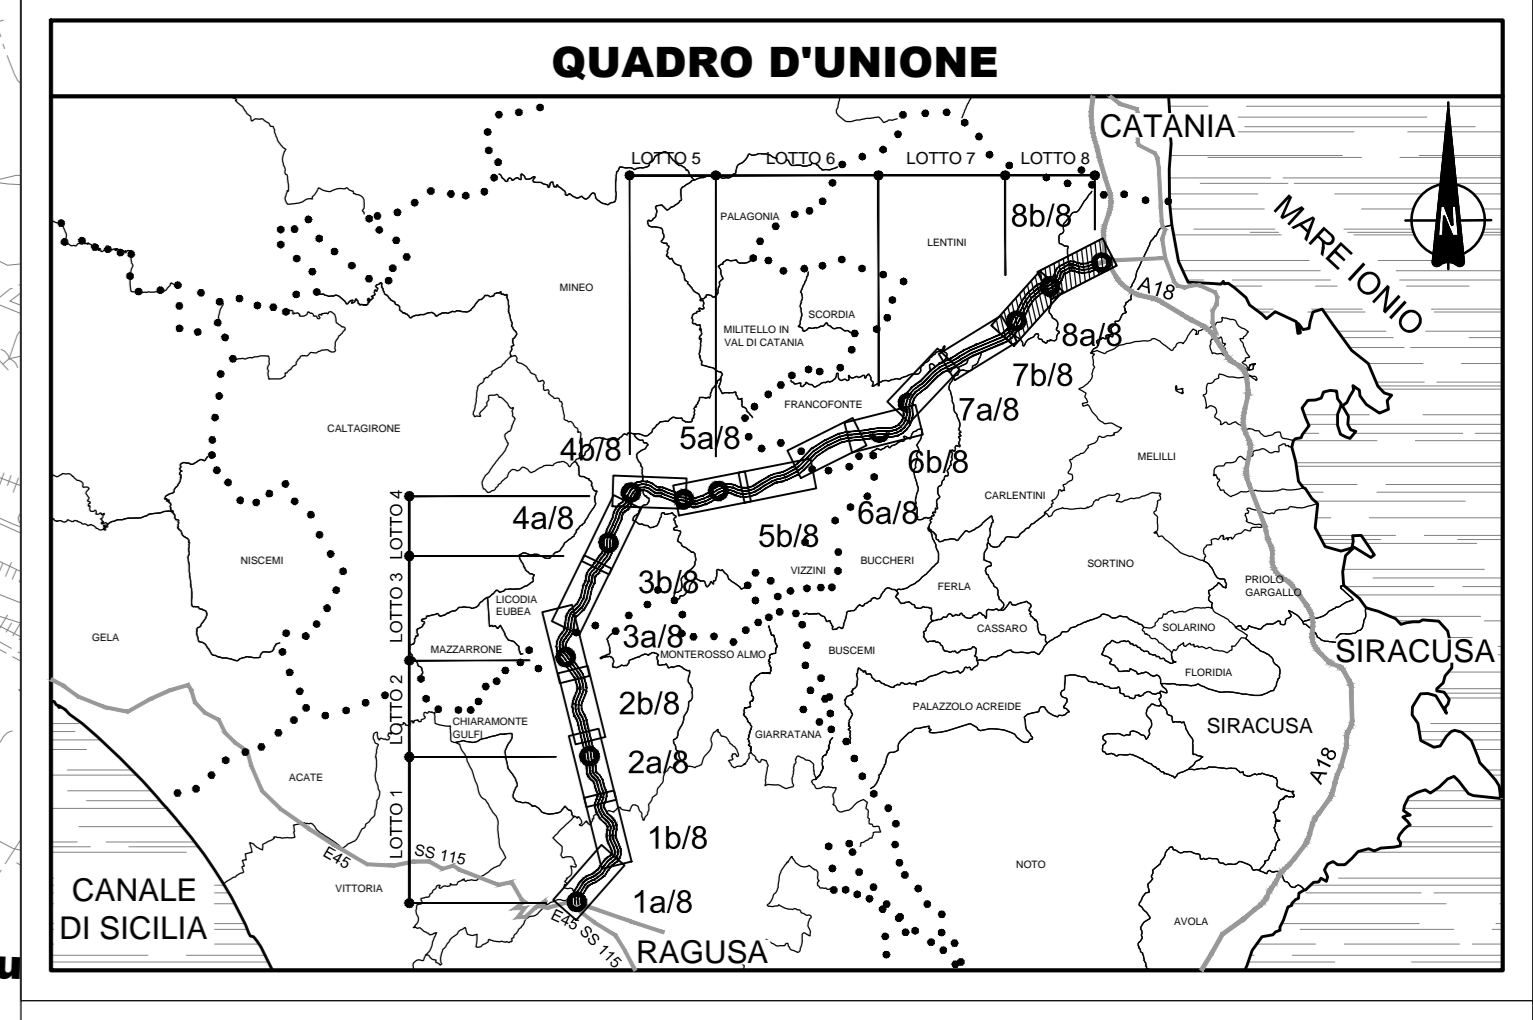 QUADRO D'UNIONE
CATANIA
LOTTO 5
LOTTO 6
LOTTO 7
LOTTO 8
8b/8
PALAGONIA
LENTINI
N
MARE IONIO
MINEO
A18
SCORDIA
MILITELLO IN
VAL DI CATANIA
8a/8
7b/8
FRANCOFONTE
7a/8
CALTAGIRONE
5a/8
4b/8
6b/8
MELILLI
CARLENTINI
LOTTO 4
4a/8
6a/8
5b/8
NISCEMI
VIZZINI
BUCCHERI
SORTINO
FERLA
PRIOLO
GARGALLO
3b/8
LOTTO 3
LICODIA
EUBEA
GELA
3a/8
CASSARO
SOLARINO
MAZZARRONE
MONTEROSSO ALMO
BUSCEMI
SIRACUSA
FLORIDIA
LOTTO 2
2b/8
PALAZZOLO ACREIDE
CHIARAMONTE
GULFI
GIARRATANA
SIRACUSA
2a/8
A18
ACATE
LOTTO 1
1b/8
E45
SS 115
NOTO
VITTORIA
CANALE
DI SICILIA
1a/8
E45 SS 115
RAGUSA
AVOLA
u